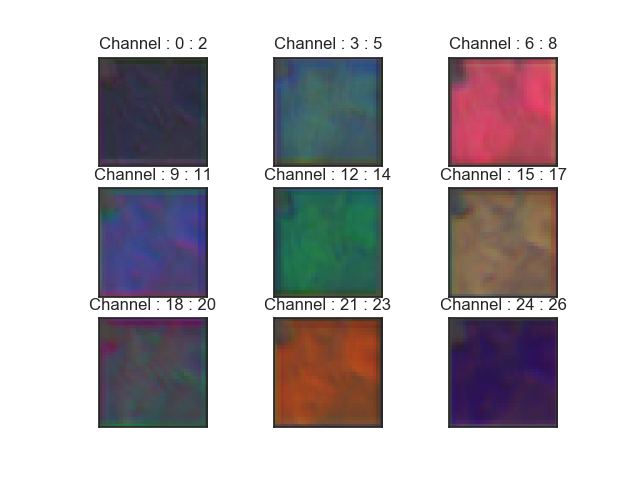 Channel : 0 : 2
Channel : 3 : 5
Channel : 6 : 8
Channel : 9 : 11
Channel : 12 : 14
Channel : 15 : 17
Channel : 18 : 20
Channel : 21 : 23
Channel : 24 : 26